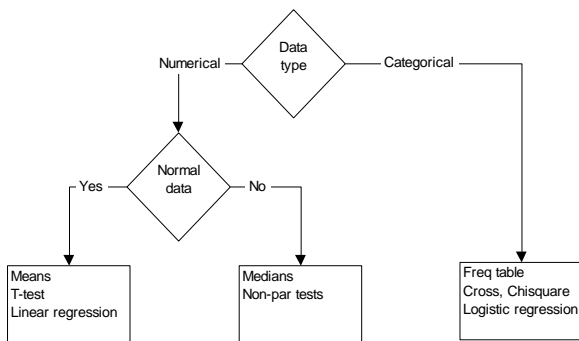 Data
type
Numerical
Categorical
Normal
data
Yes
No
Means
T-test
Linear regression
Medians
Non-par tests
Freq table
Cross, Chisquare
Logistic regression